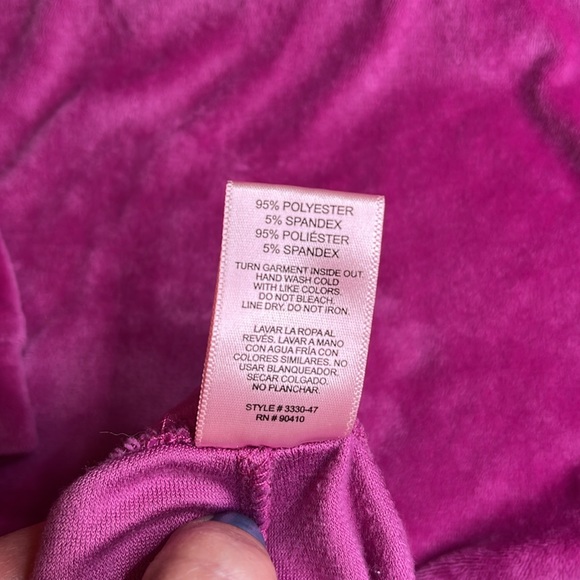 95% POLYESTER
5% SPANDEX
95% POLIÉSTER
5% SPANDEX
TURN GARMENT INSIDE OUT.
HAND WASH COLD
WITH LIKE COLORS.
DO NOT BLEACH.
LINE DRY. DO NOT IRON.
LAVAR LA ROPA AL
REVÉS. LAVAR A MANO
CON AGUA FRÍA CON
COLORES SIMILARES. NO
USAR BLANQUEADOR.
SECAR COLGADO.
NO PLANCHAR.
STYLE # 3330-47
RN # 90410